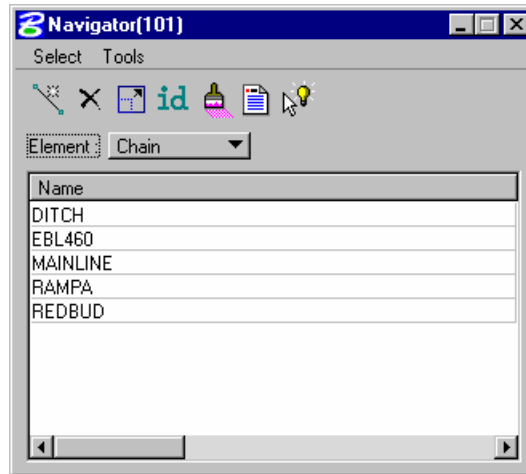 Navigator(101)
Select Tools
id
Element : Chain
Name
DITCH
EBL460
MAINLINE
RAMPA
REDBUD